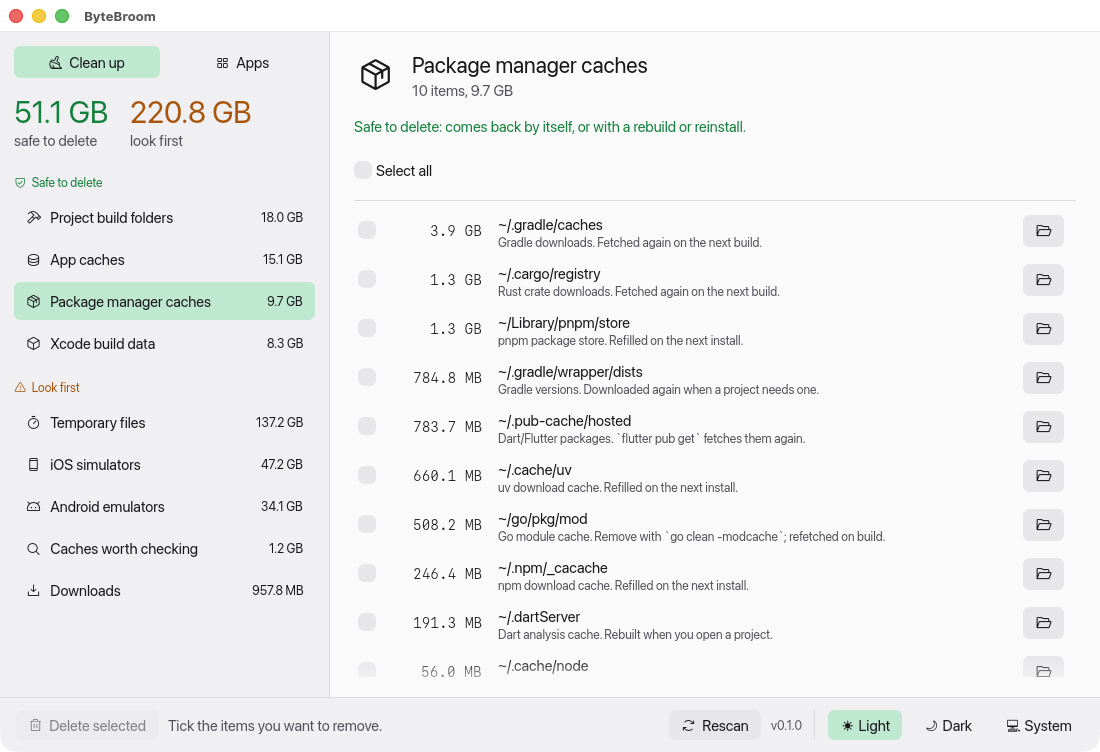 ByteBroom
Clean up
Apps
51.1 GB
safe to delete
220.8 GB
look first
Safe to delete
Project build folders 18.0 GB
App caches 15.1 GB
Package manager caches 9.7 GB
Xcode build data 8.3 GB
Look first
Temporary files 137.2 GB
iOS simulators 47.2 GB
Android emulators 34.1 GB
Caches worth checking 1.2 GB
Downloads 957.8 MB
Package manager caches
10 items, 9.7 GB
Safe to delete: comes back by itself, or with a rebuild or reinstall.
Select all
3.9 GB ~/.gradle/caches
Gradle downloads. Fetched again on the next build.
1.3 GB ~/.cargo/registry
Rust crate downloads. Fetched again on the next build.
1.3 GB ~/Library/pnpm/store
pnpm package store. Refilled on the next install.
784.8 MB ~/.gradle/wrapper/dists
Gradle versions. Downloaded again when a project needs one.
783.7 MB ~/.pub-cache/hosted
Dart/Flutter packages. `flutter pub get` fetches them again.
660.1 MB ~/.cache/uv
uv download cache. Refilled on the next install.
508.2 MB ~/go/pkg/mod
Go module cache. Remove with `go clean -modcache`; refetched on build.
246.4 MB ~/.npm/_cacache
npm download cache. Refilled on the next install.
191.3 MB ~/.dartServer
Dart analysis cache. Rebuilt when you open a project.
56.0 MB ~/.cache/node
Delete selected
Tick the items you want to remove.
Rescan
v0.1.0
Light
Dark
System